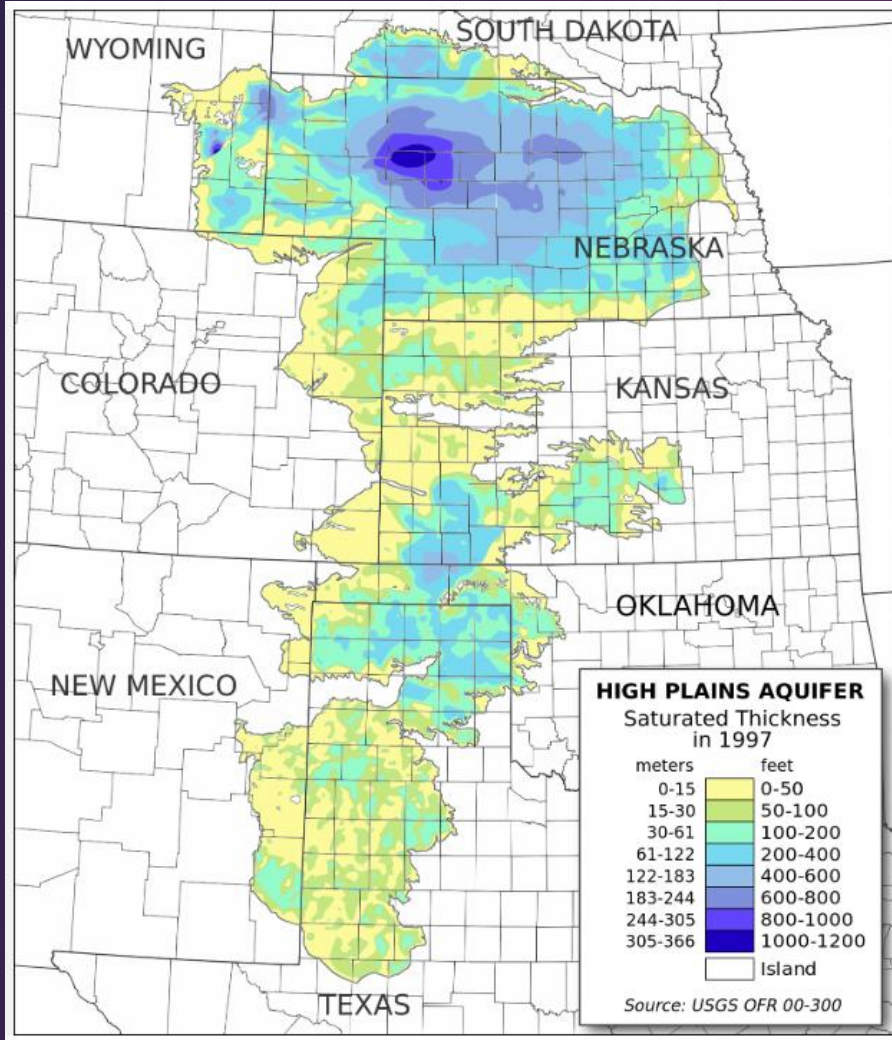 WYOMING
SOUTH DAKOTA
NEBRASKA
COLORADO
KANSAS
OKLAHOMA
NEW MEXICO
TEXAS
HIGH PLAINS AQUIFER
Saturated Thickness
in 1997
meters feet
0-15 0-50
15-30 50-100
30-61 100-200
61-122 200-400
122-183 400-600
183-244 600-800
244-305 800-1000
305-366 1000-1200
Island
Source: USGS OFR 00-300